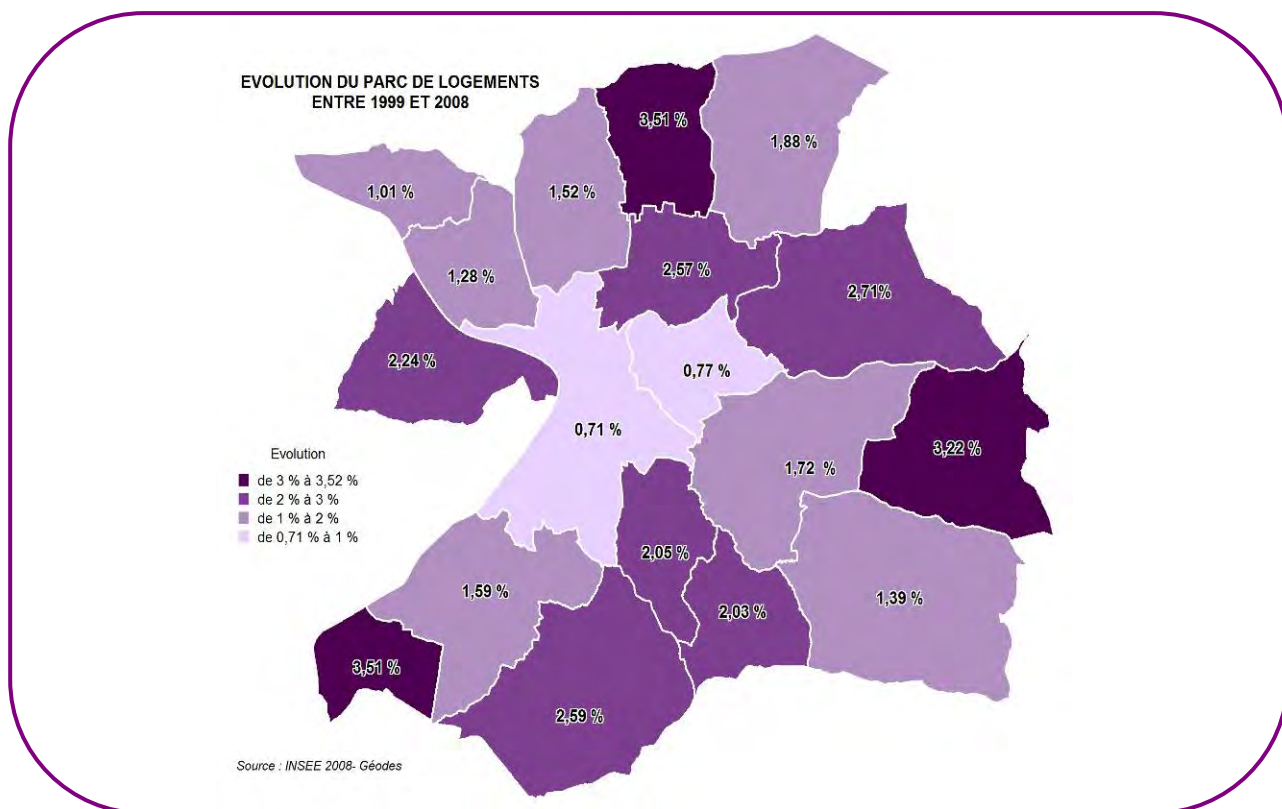 EVOLUTION DU PARC DE LOGEMENTS
ENTRE 1999 ET 2008
3,51 %
1,88 %
1,01 %
1,52 %
1,28 %
2,57 %
2,71%
2,24 %
0,77 %
0,71 %
3,22 %
1,72 %
Evolution
de 3 % à 3,52 %
de 2 % à 3 %
de 1 % à 2 %
de 0,71 % à 1 %
2,05 %
1,59 %
2,03 %
1,39 %
3,51 %
2,59 %
Source : INSEE 2008- Géodes